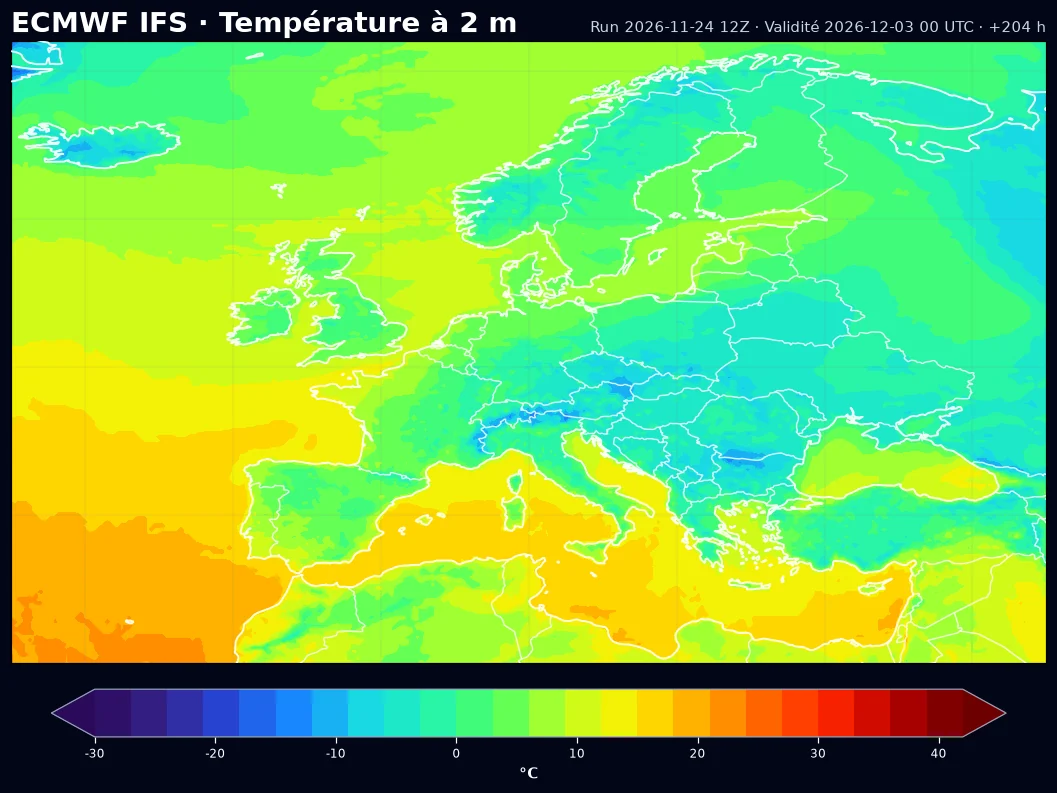 ECMWF IFS · Température à 2 m
Run 2026-11-24 12Z · Validité 2026-12-03 00 UTC · +204 h
-30 -20 -10 0 10 20 30 40
°C